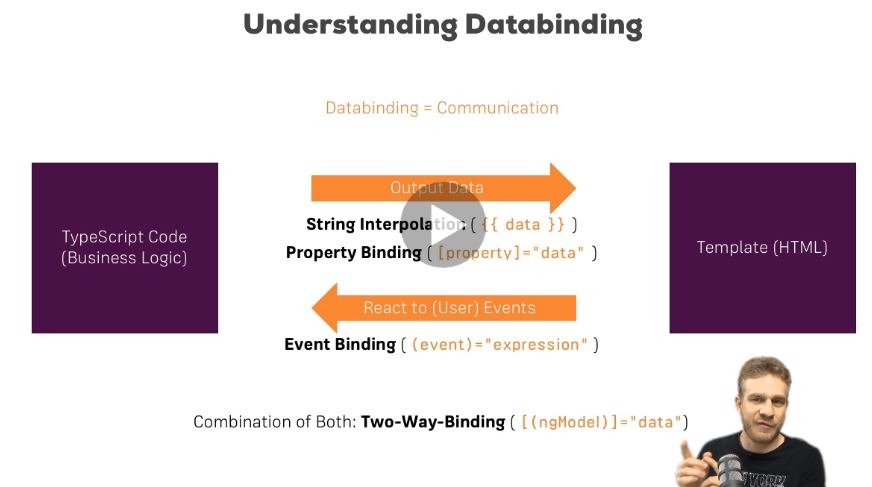 Understanding Databinding
Databinding = Communication
Output Data
TypeScript Code
(Business Logic)
String Interpolation ( {{ data }} )
Property Binding ( [property]="data" )
Template (HTML)
React to (User) Events
Event Binding ( (event)="expression" )
Combination of Both: Two-Way-Binding ( [(ngModel)]="data")